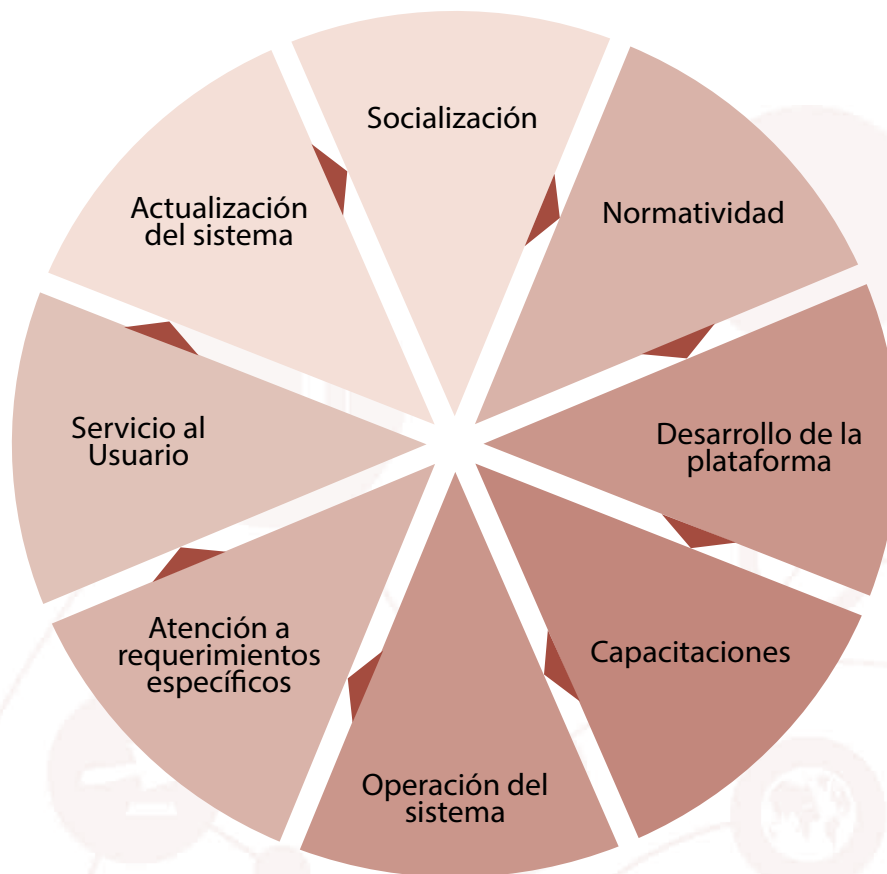 Socialización
Normatividad
Desarrollo de la
plataforma
Capacitaciones
Operación del
sistema
Atención a
requerimientos
específicos
Servicio al
Usuario
Actualización
del sistema